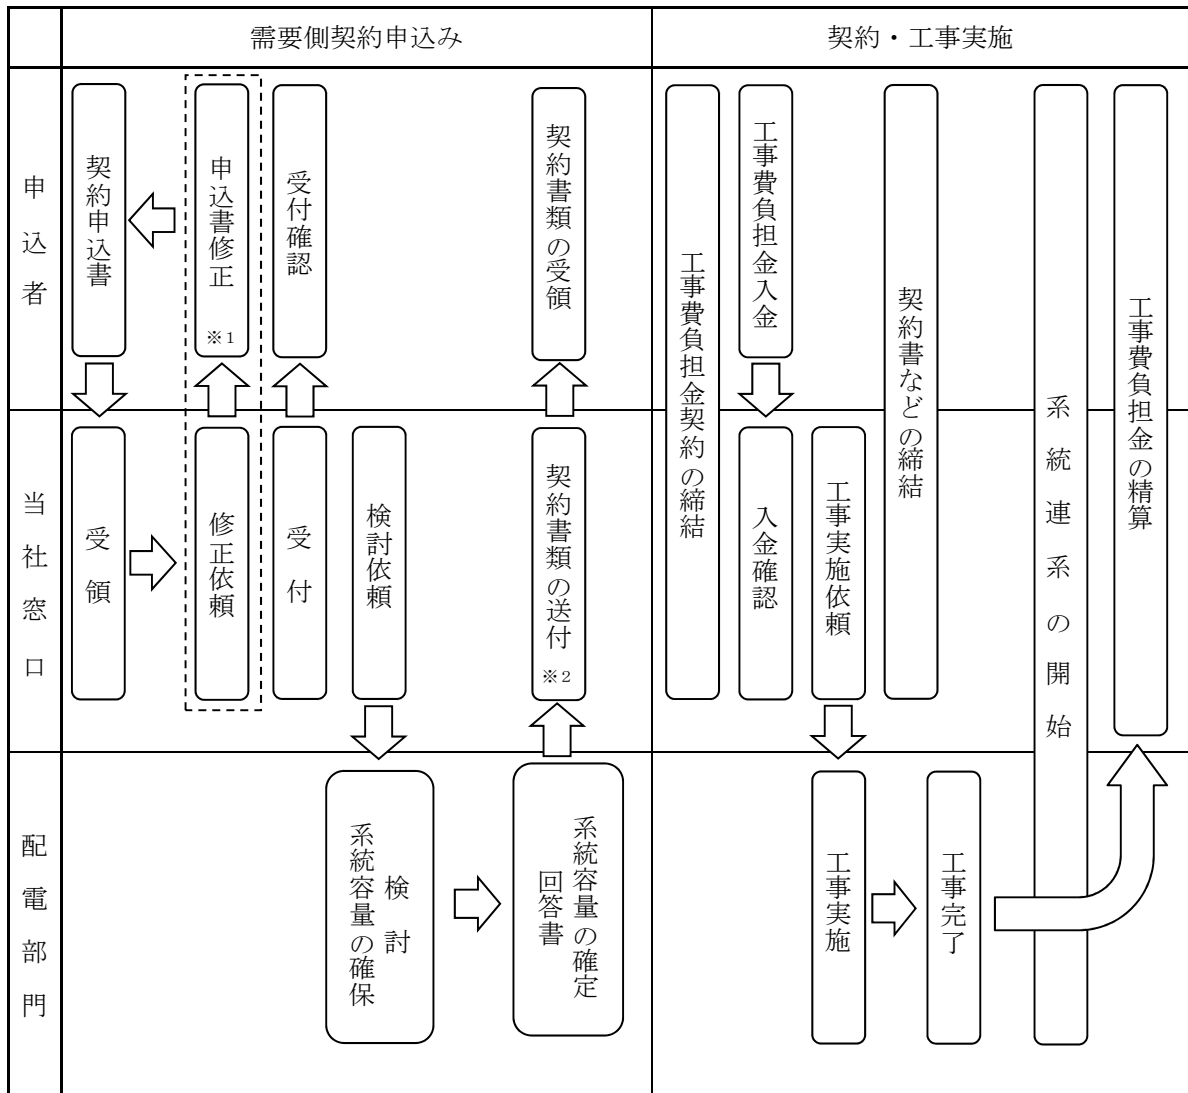 需要側契約申込み
契約・工事実施
申込者
契約申込書
申込書修正
※1
受付確認
契約書類の受領
工事費負担金契約の締結
工事費負担金入金
契約書などの締結
系統連系の開始
工事費負担金の精算
当社窓口
受領
修正依頼
受付
検討依頼
契約書類の送付
※2
入金確認
工事実施依頼
配電部門
検討
系統容量の確保
系統容量の確定
回答書
工事実施
工事完了